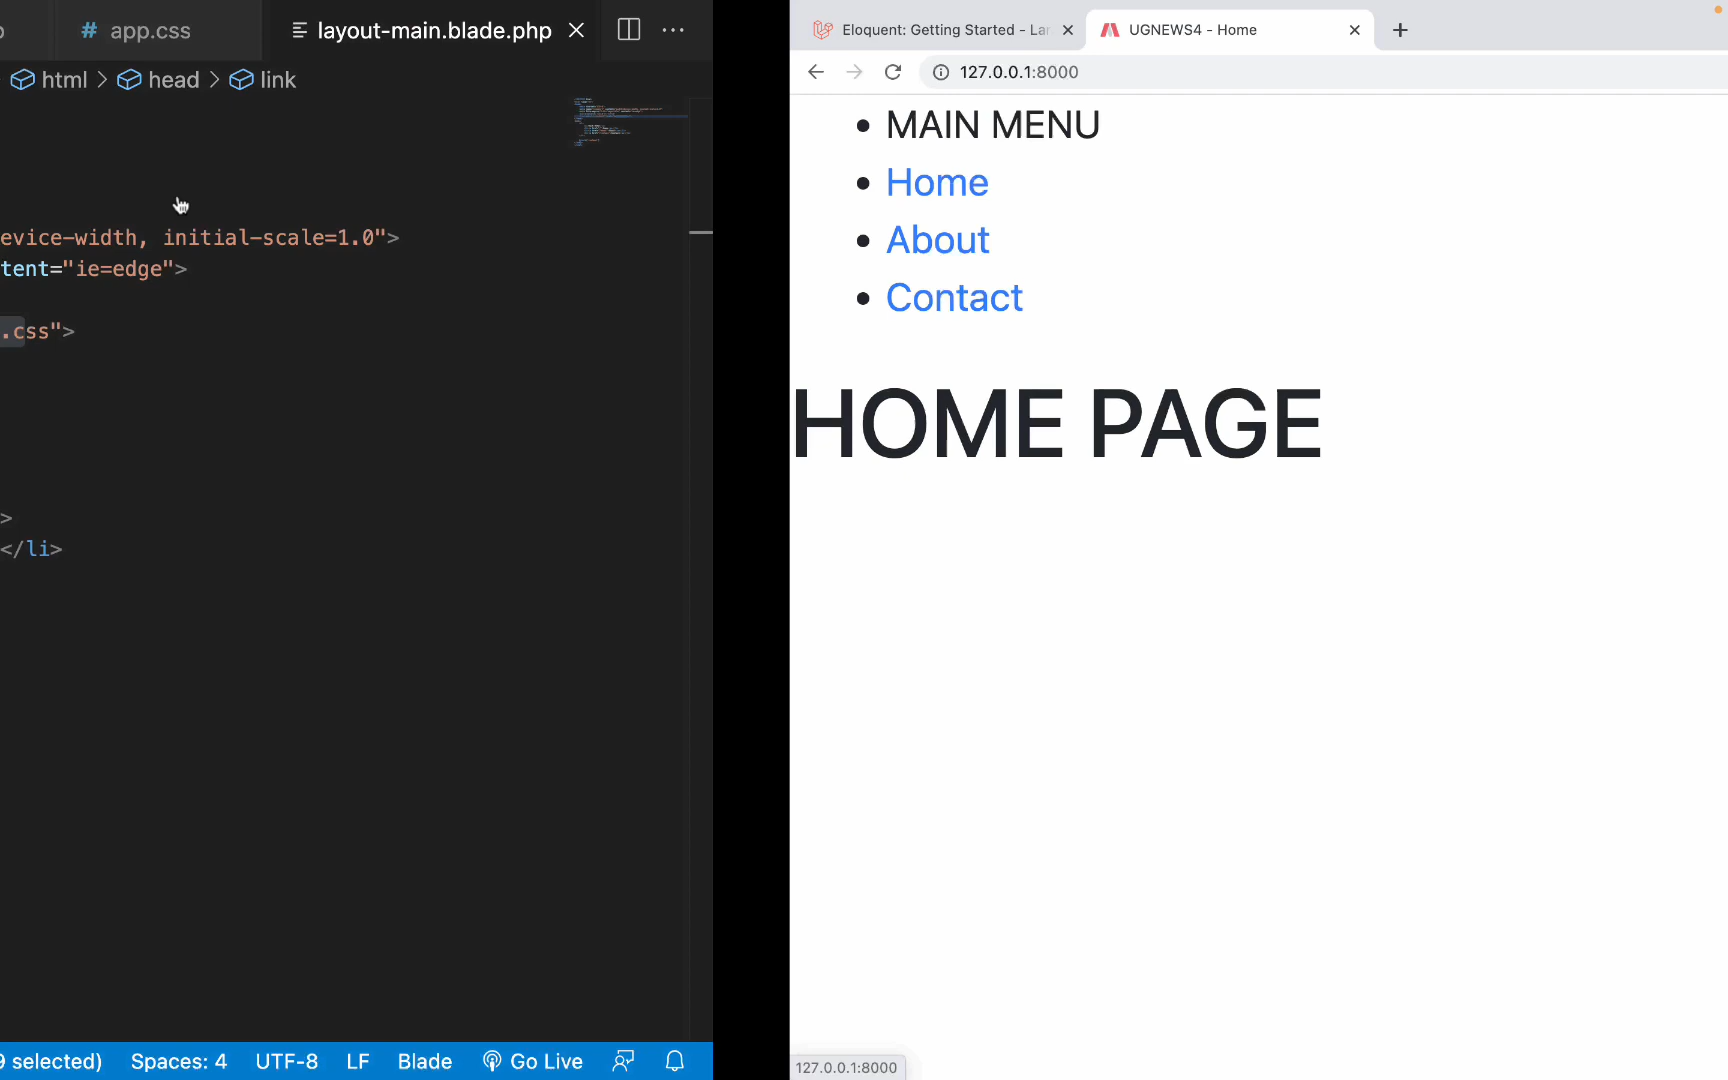 # app.css
layout-main.blade.php
html > head > link
evice-width, initial-scale=1.0">
tent="ie=edge">
.css">
>
</li>
9 selected)
Spaces: 4
UTF-8
LF
Blade
Go Live
Eloquent: Getting Started - Lar
UGNEWS4 - Home
127.0.0.1:8000
MAIN MENU
Home
About
Contact
HOME PAGE
127.0.0.1:8000